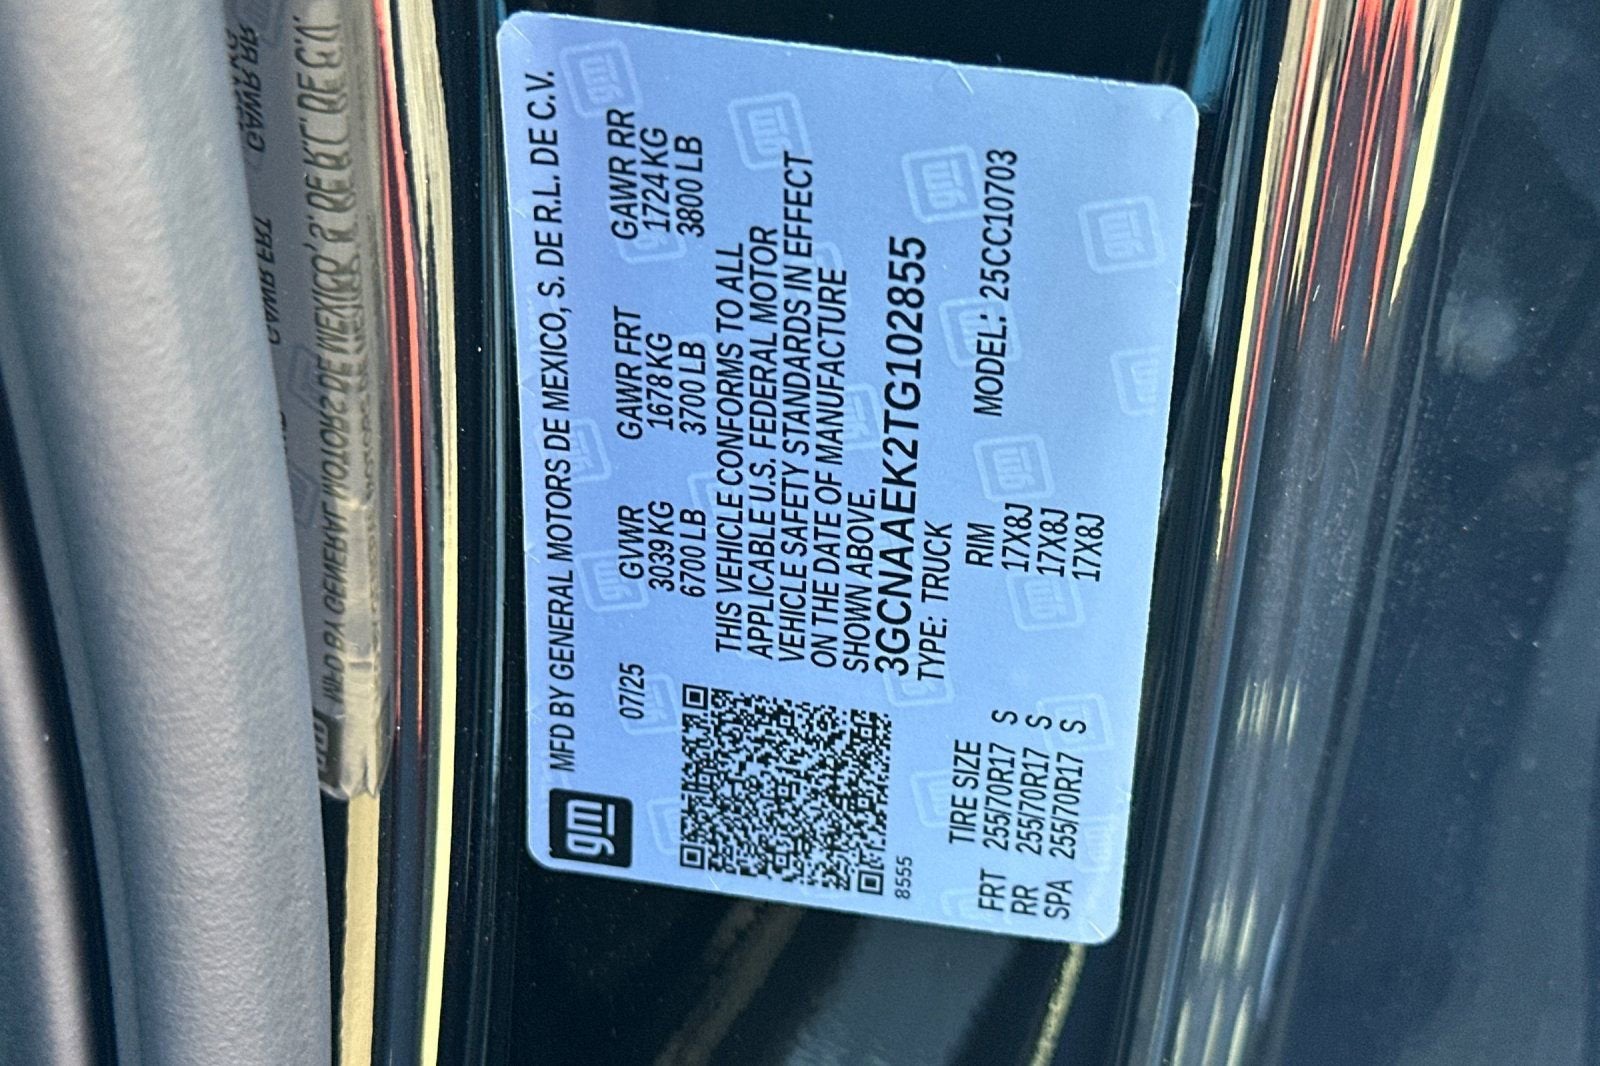 gm
MFD BY GENERAL MOTORS DE MEXICO, S. DE R.L. DE C.V.
07/25 GVWR GAWR FRT GAWR RR
3039 KG 1678 KG 1724 KG
6700 LB 3700 LB 3800 LB
THIS VEHICLE CONFORMS TO ALL
APPLICABLE U.S. FEDERAL MOTOR
VEHICLE SAFETY STANDARDS IN EFFECT
ON THE DATE OF MANUFACTURE
SHOWN ABOVE.
3GCNAAEK2TG102855
8555 TYPE: TRUCK MODEL: 25CC10703
TIRE SIZE RIM
FRT 255/70R17 S 17X8J
RR 255/70R17 S 17X8J
SPA 255/70R17 S 17X8J